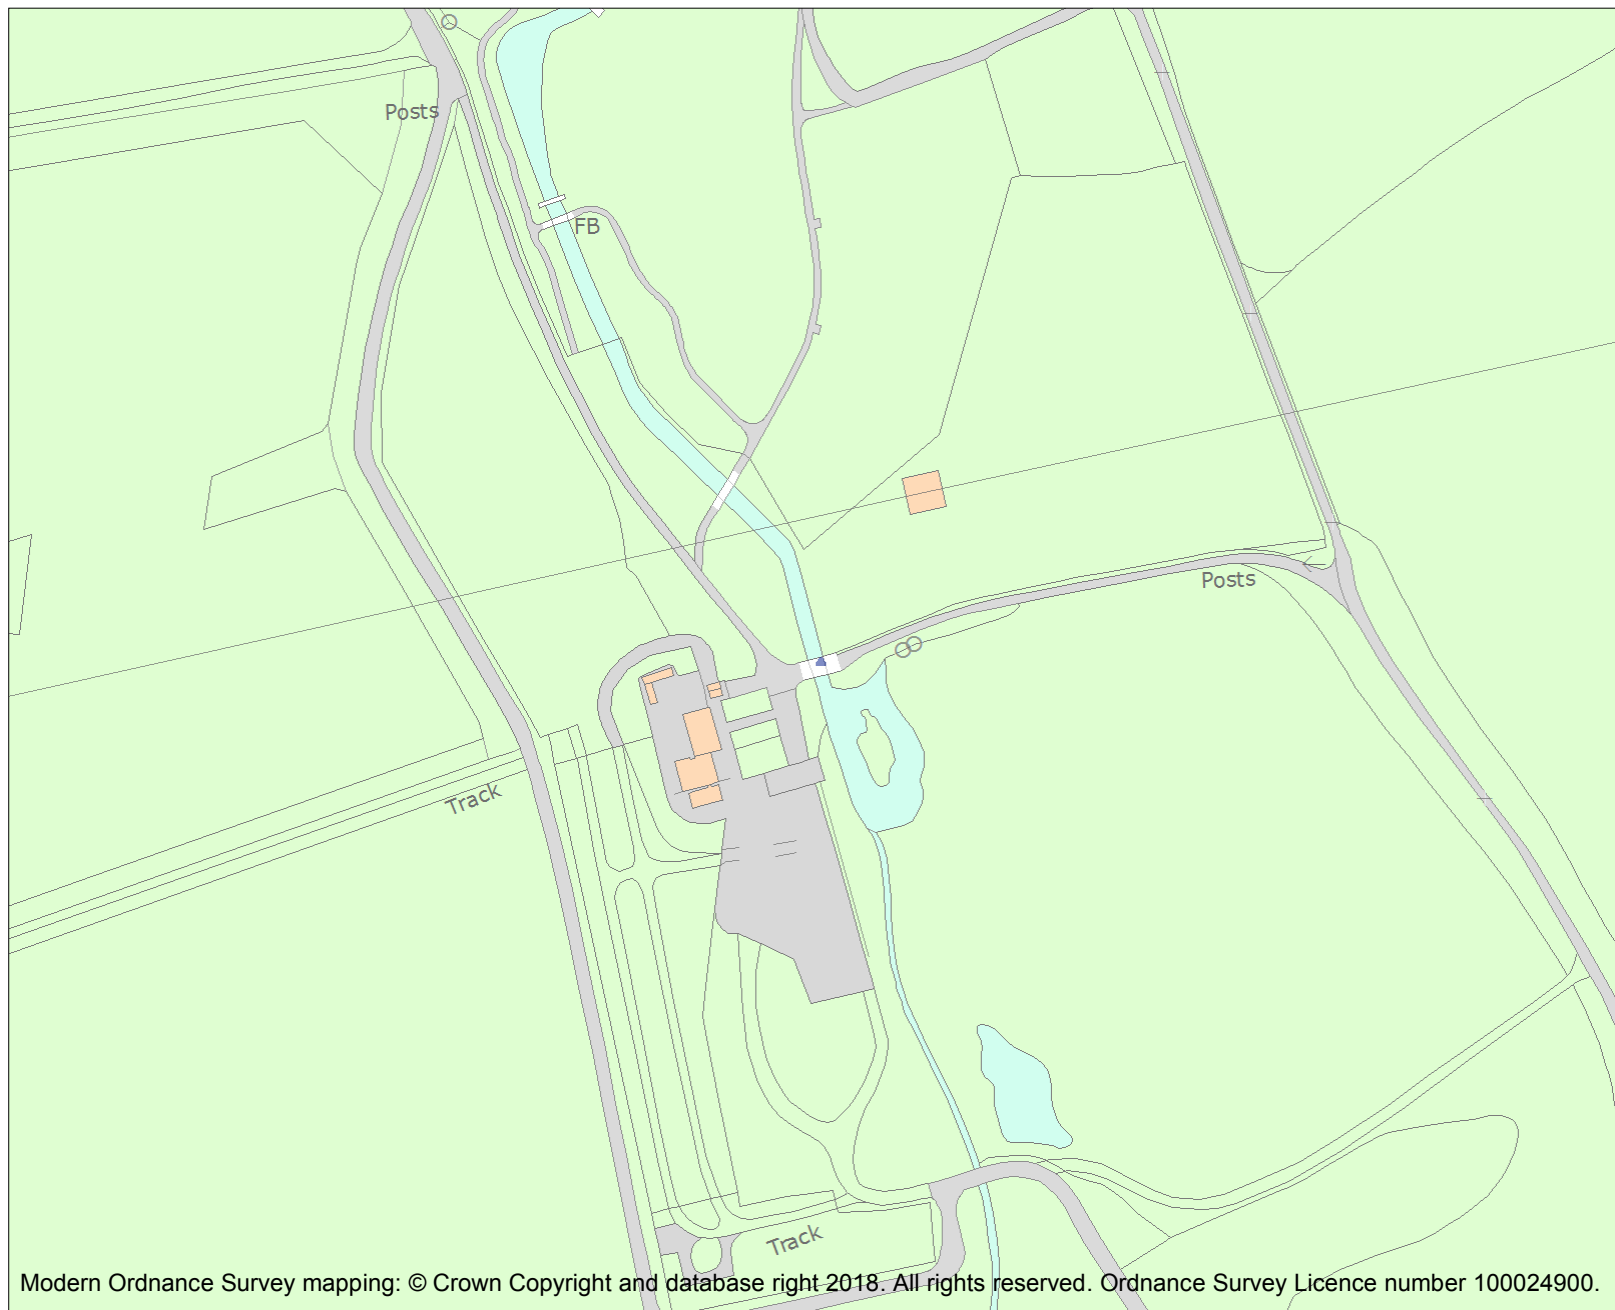 Posts
FB
Posts
Track
Track
Modern Ordnance Survey mapping: © Crown Copyright and database right 2018. All rights reserved. Ordnance Survey Licence number 100024900.